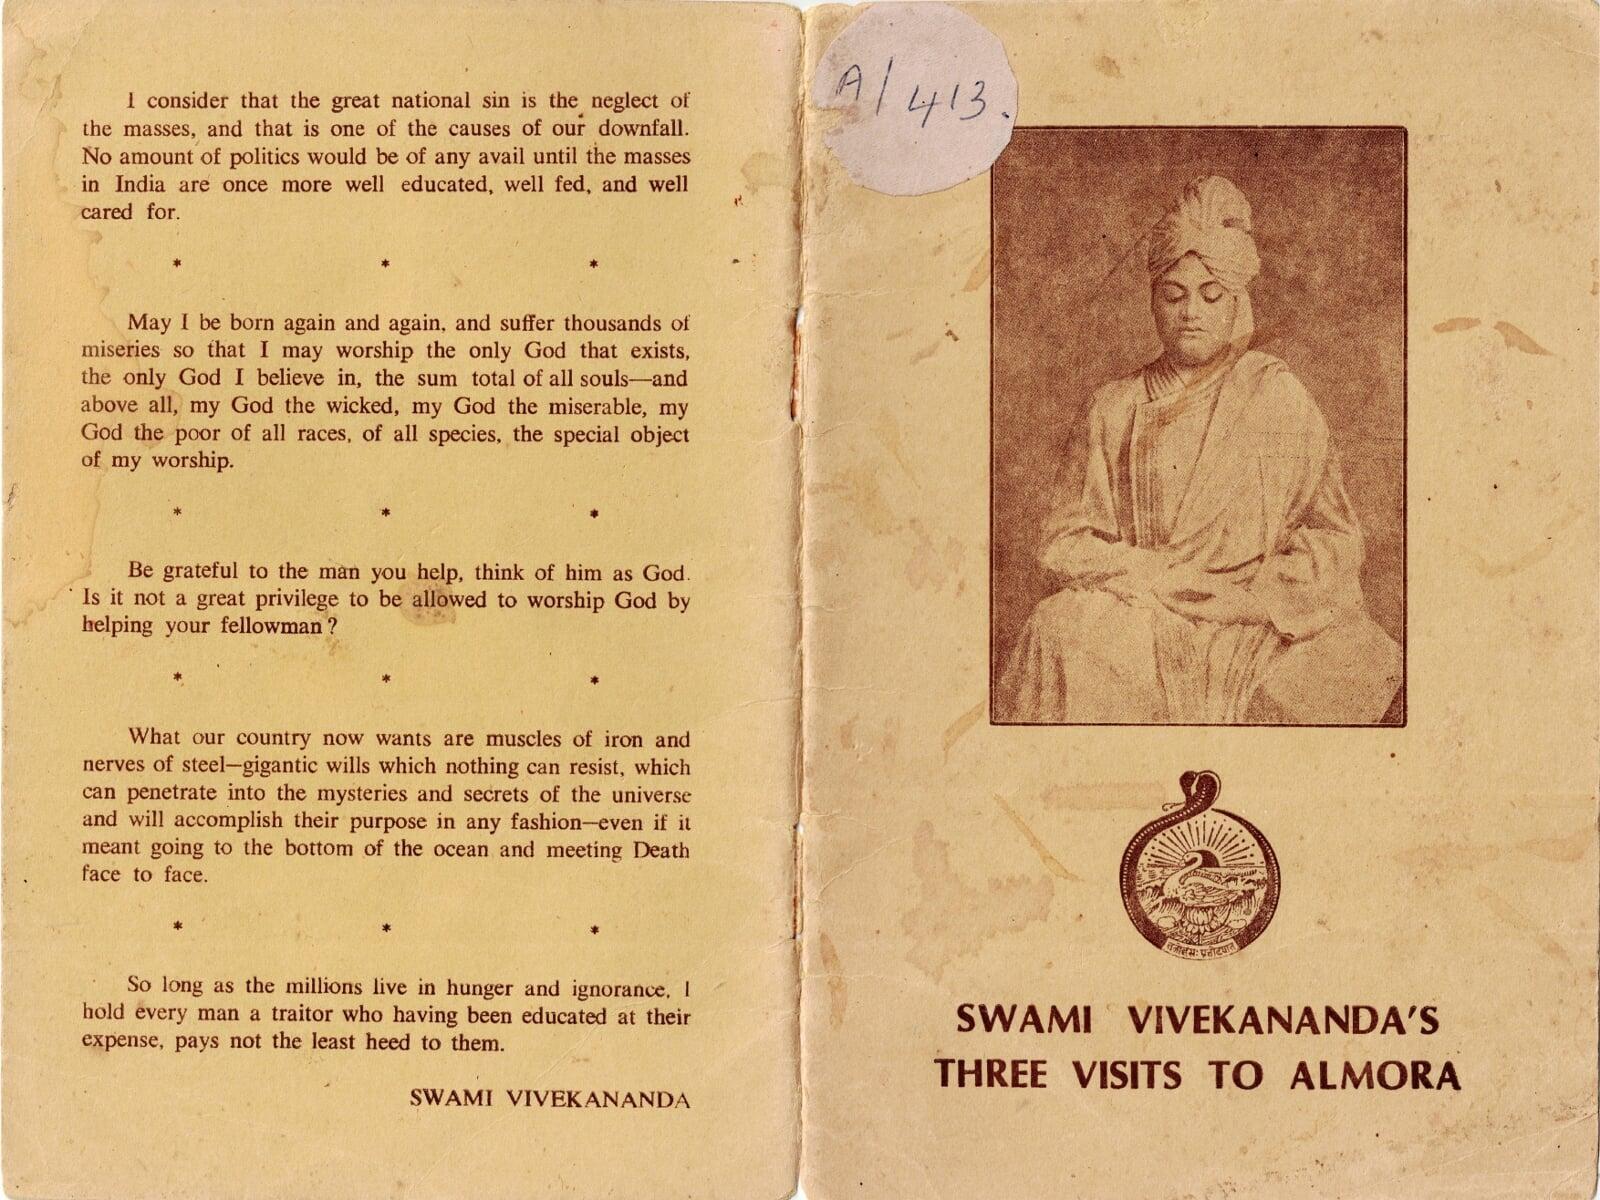 I consider that the great national sin is the neglect of
the masses, and that is one of the causes of our downfall.
No amount of politics would be of any avail until the masses
in India are once more well educated, well fed, and well
cared for.
* * *
May I be born again and again, and suffer thousands of
miseries so that I may worship the only God that exists,
the only God I believe in, the sum total of all souls—and
above all, my God the wicked, my God the miserable, my
God the poor of all races, of all species, the special object
of my worship.
* * *
Be grateful to the man you help, think of him as God.
Is it not a great privilege to be allowed to worship God by
helping your fellowman?
* * *
What our country now wants are muscles of iron and
nerves of steel—gigantic wills which nothing can resist, which
can penetrate into the mysteries and secrets of the universe
and will accomplish their purpose in any fashion—even if it
meant going to the bottom of the ocean and meeting Death
face to face.
* * *
So long as the millions live in hunger and ignorance, I
hold every man a traitor who having been educated at their
expense, pays not the least heed to them.
SWAMI VIVEKANANDA
A/413.
तन्नो हंसः प्रचोदयात्
SWAMI VIVEKANANDA'S
THREE VISITS TO ALMORA